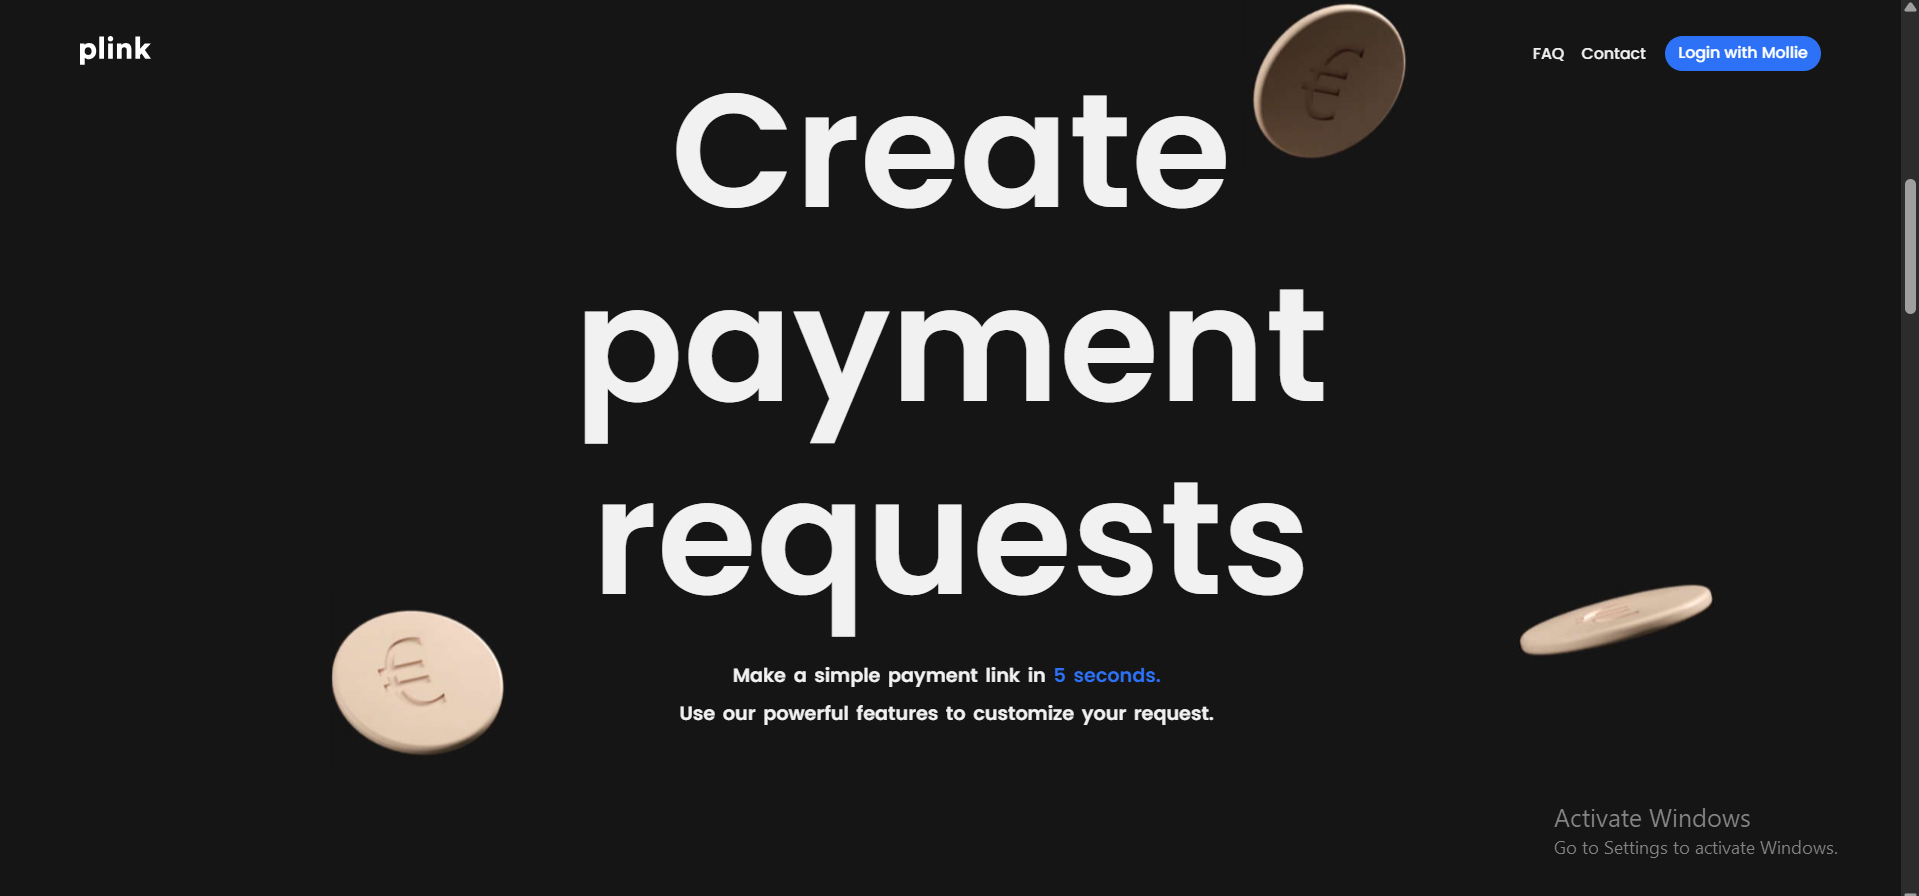 plink
FAQ Contact Login with Mollie
Create
payment
requests
€
€
€
Make a simple payment link in 5 seconds.
Use our powerful features to customize your request.
Activate Windows
Go to Settings to activate Windows.